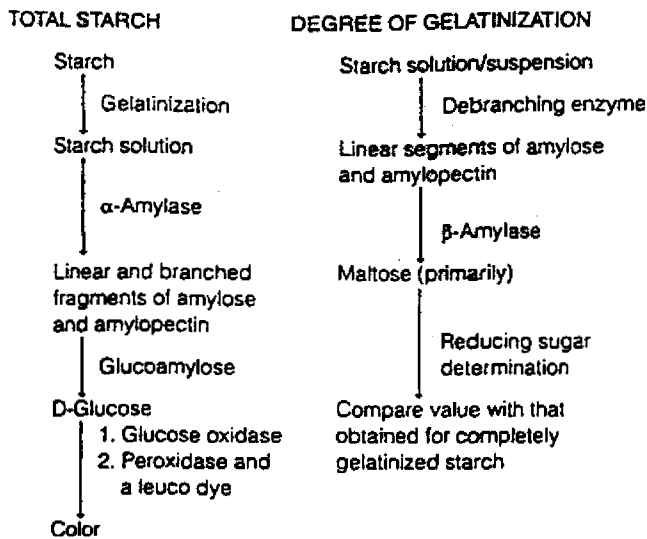 TOTAL STARCH
Starch
Gelatinization
Starch solution
α-Amylase
Linear and branched
fragments of amylose
and amylopectin
Glucoamylose
D-Glucose
1. Glucose oxidase
2. Peroxidase and
a leuco dye
Color
DEGREE OF GELATINIZATION
Starch solution/suspension
Debranching enzyme
Linear segments of amylose
and amylopectin
β-Amylase
Maltose (primarily)
Reducing sugar
determination
Compare value with that
obtained for completely
gelatinized starch